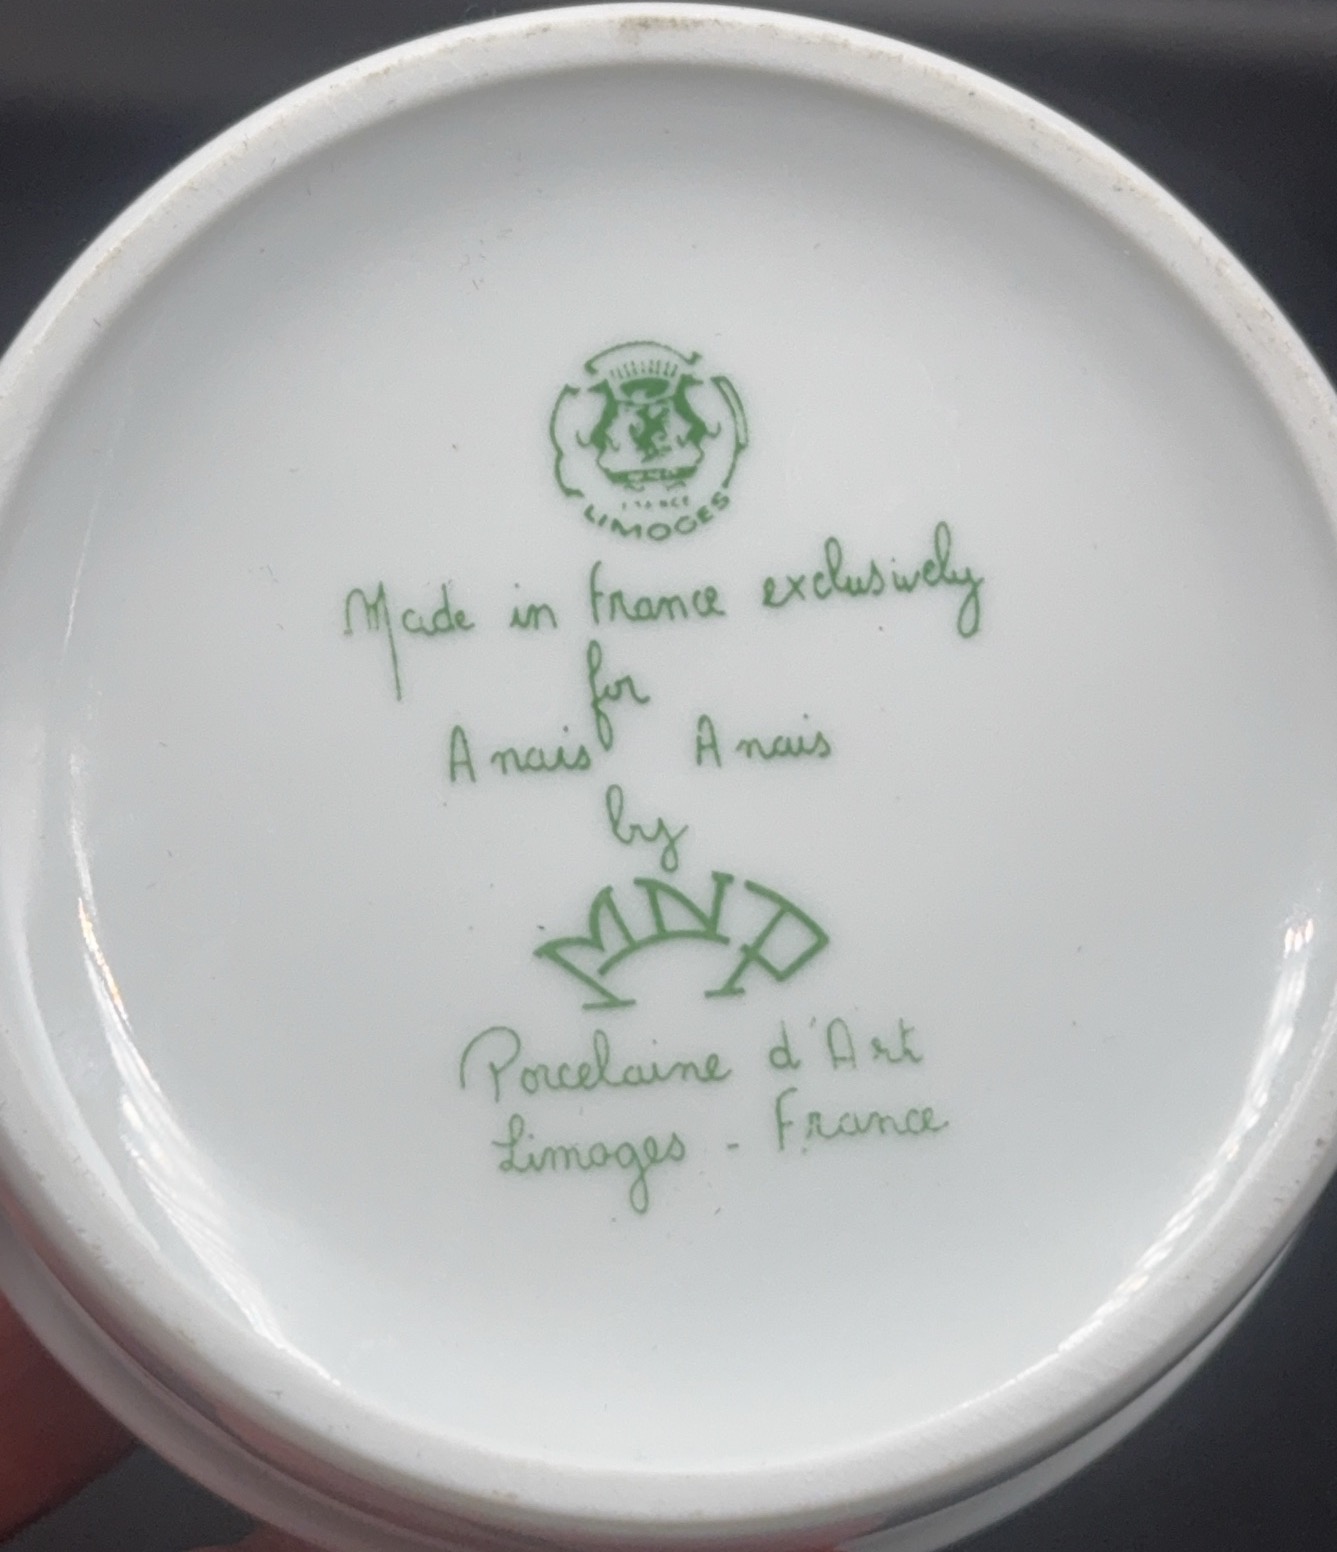 FRANCE
LIMOGES
Made in France exclusively
for
Anais Anais
by
MNP
Porcelaine d'Art
Limoges - France